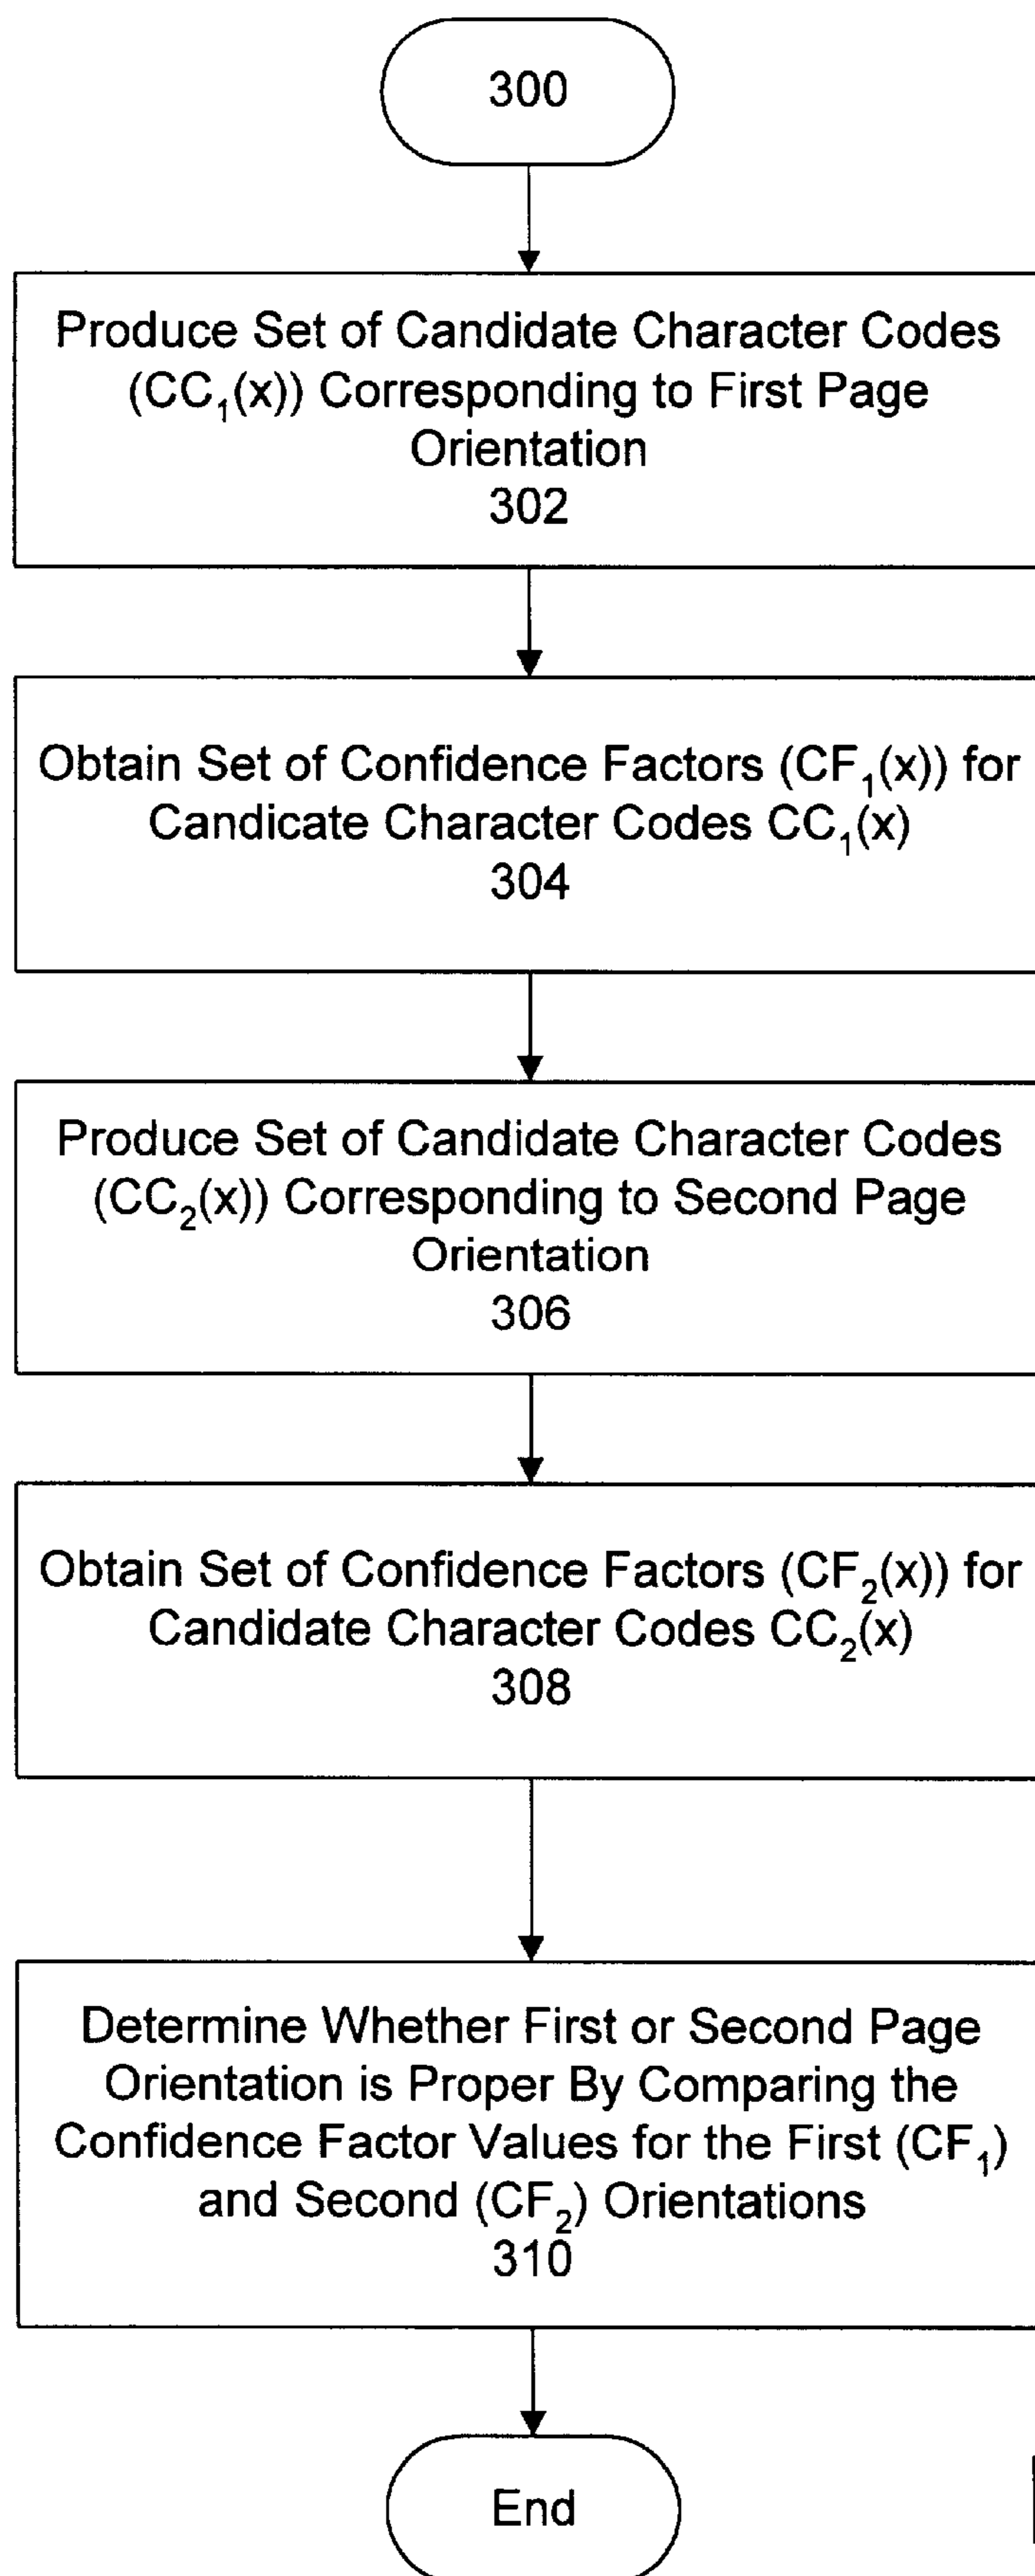 300
Produce Set of Candidate Character Codes
(CC₁(x)) Corresponding to First Page
Orientation
302
Obtain Set of Confidence Factors (CF₁(x)) for
Candicate Character Codes CC₁(x)
304
Produce Set of Candidate Character Codes
(CC₂(x)) Corresponding to Second Page
Orientation
306
Obtain Set of Confidence Factors (CF₂(x)) for
Candidate Character Codes CC₂(x)
308
Determine Whether First or Second Page
Orientation is Proper By Comparing the
Confidence Factor Values for the First (CF₁)
and Second (CF₂) Orientations
310
End